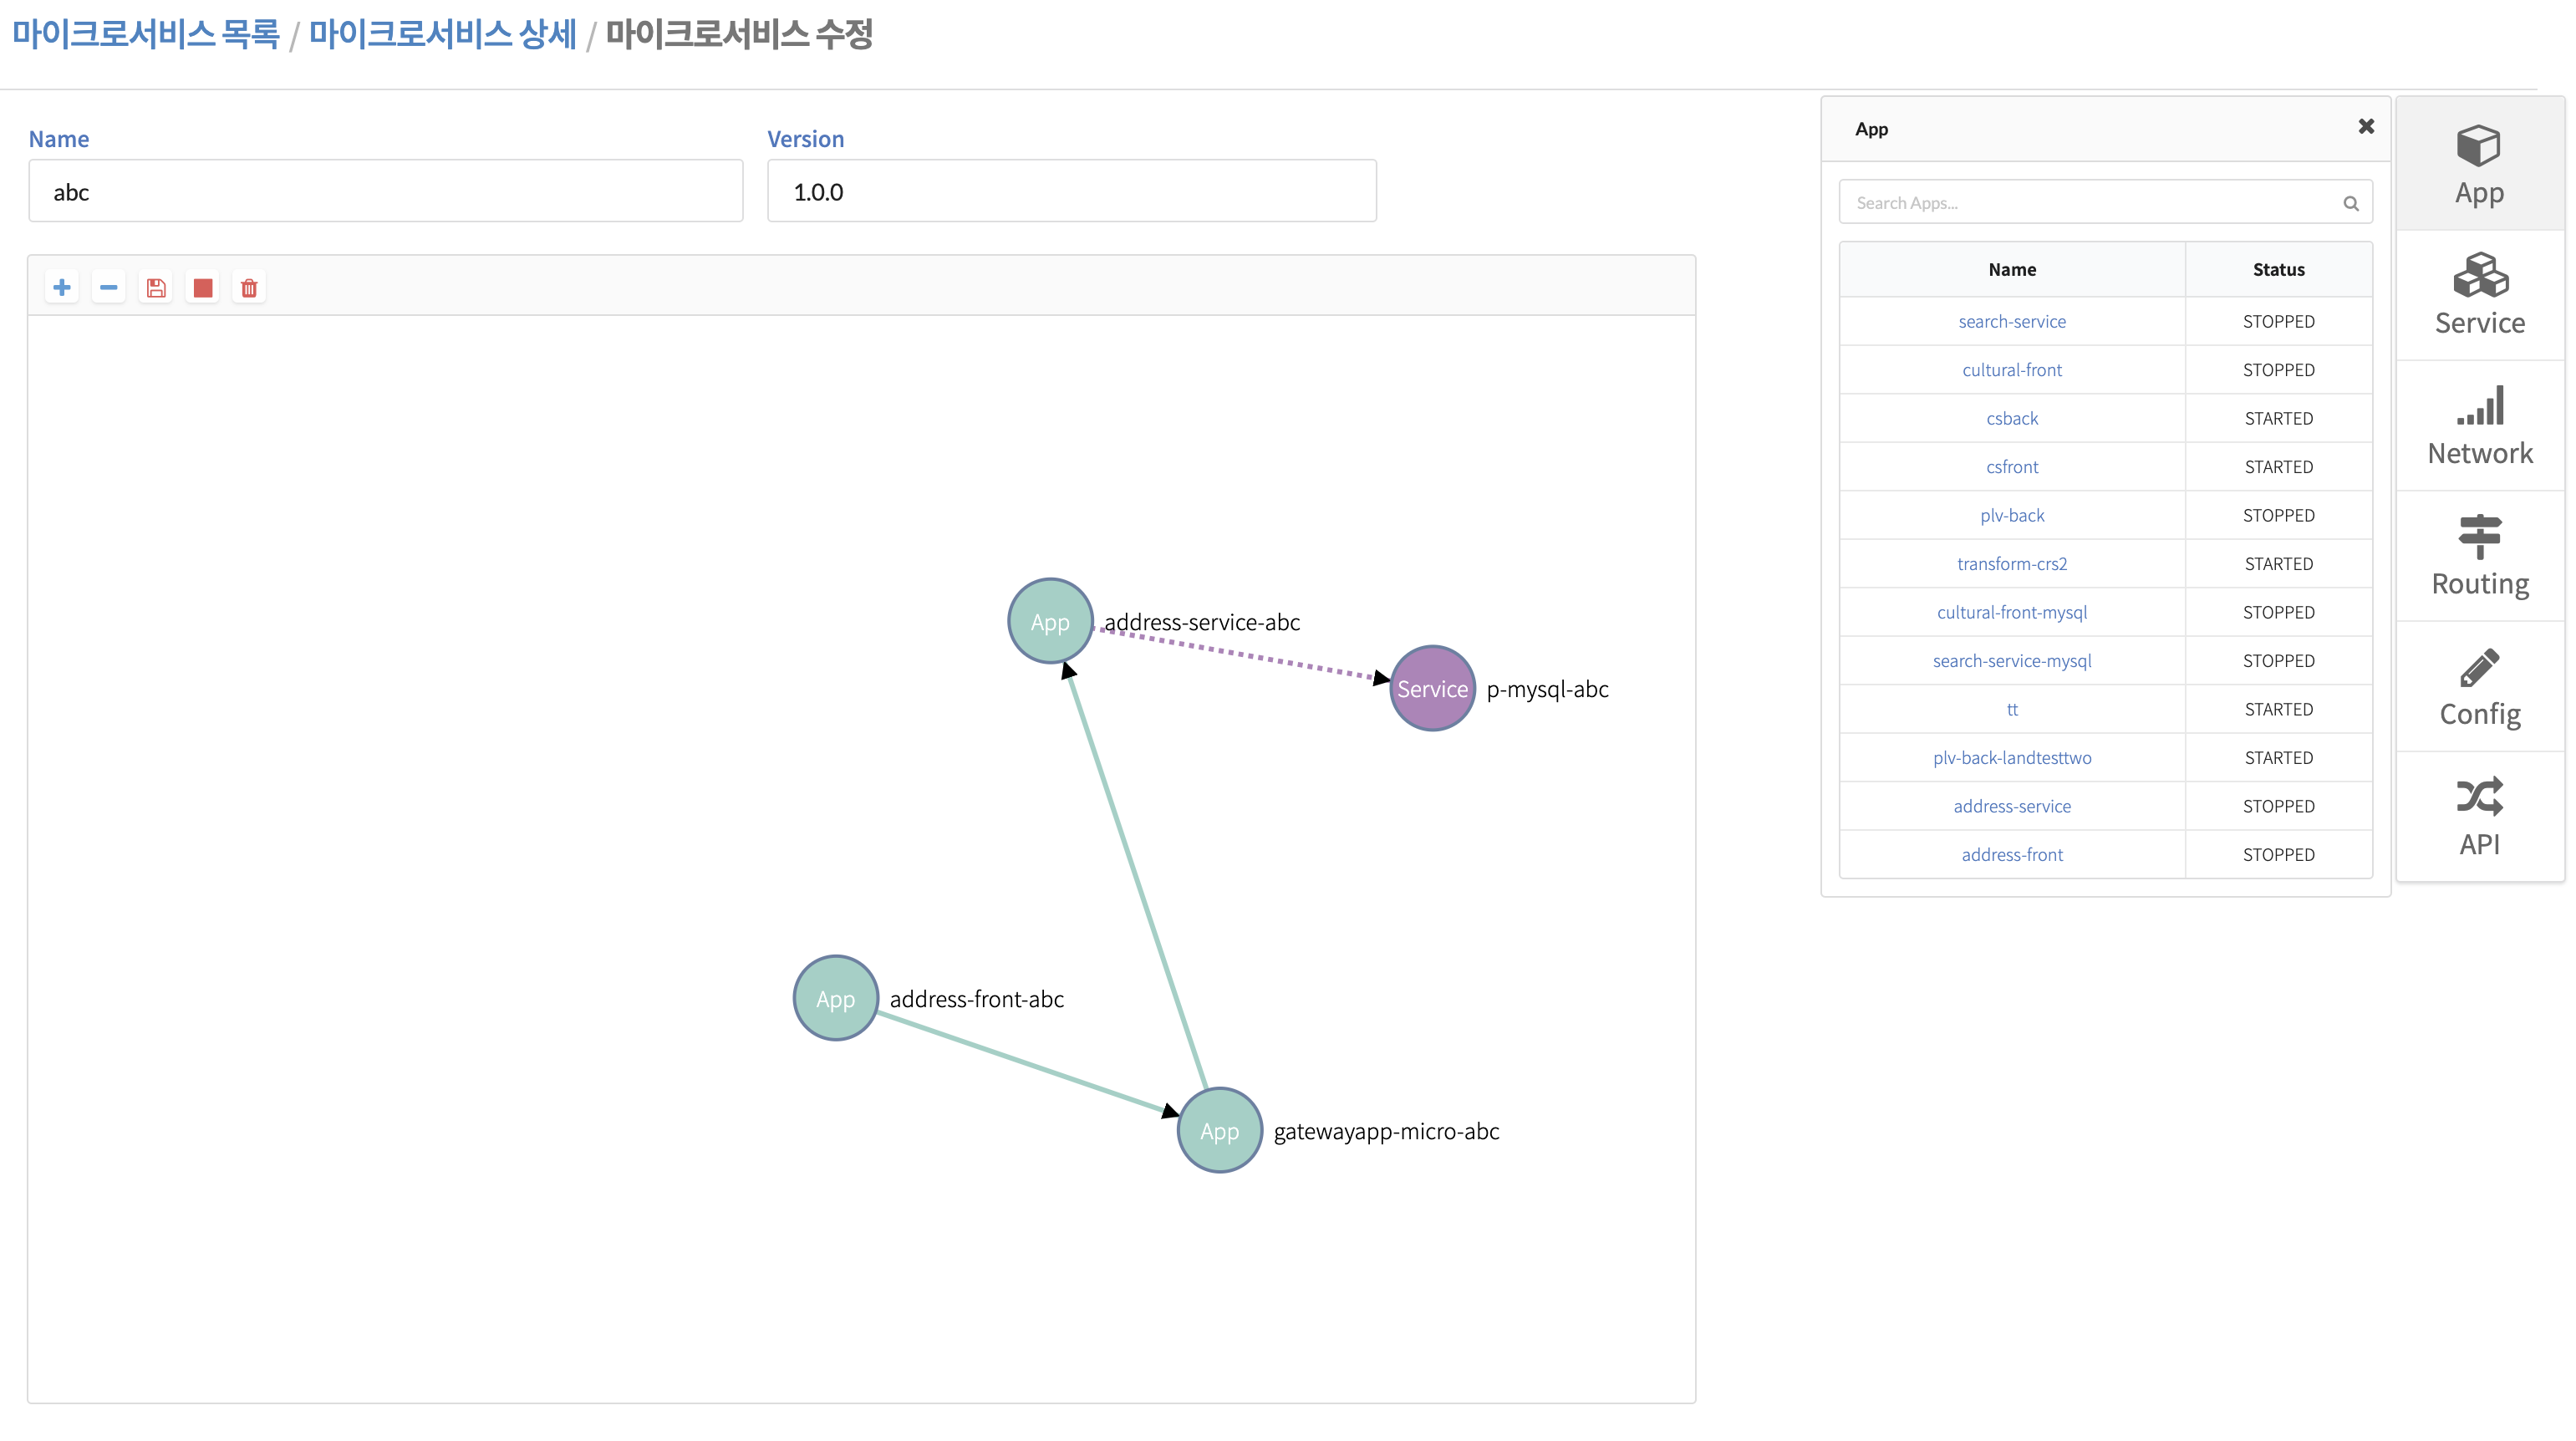 마이크로서비스 목록 / 마이크로서비스 상세 / 마이크로서비스 수정
Name
Version
abc
1.0.0
App address-service-abc
Service p-mysql-abc
App address-front-abc
App gatewayapp-micro-abc
App
Search Apps...
Name Status
search-service STOPPED
cultural-front STOPPED
csback STARTED
csfront STARTED
plv-back STOPPED
transform-crs2 STARTED
cultural-front-mysql STOPPED
search-service-mysql STOPPED
tt STARTED
plv-back-landtesttwo STARTED
address-service STOPPED
address-front STOPPED
App
Service
Network
Routing
Config
API